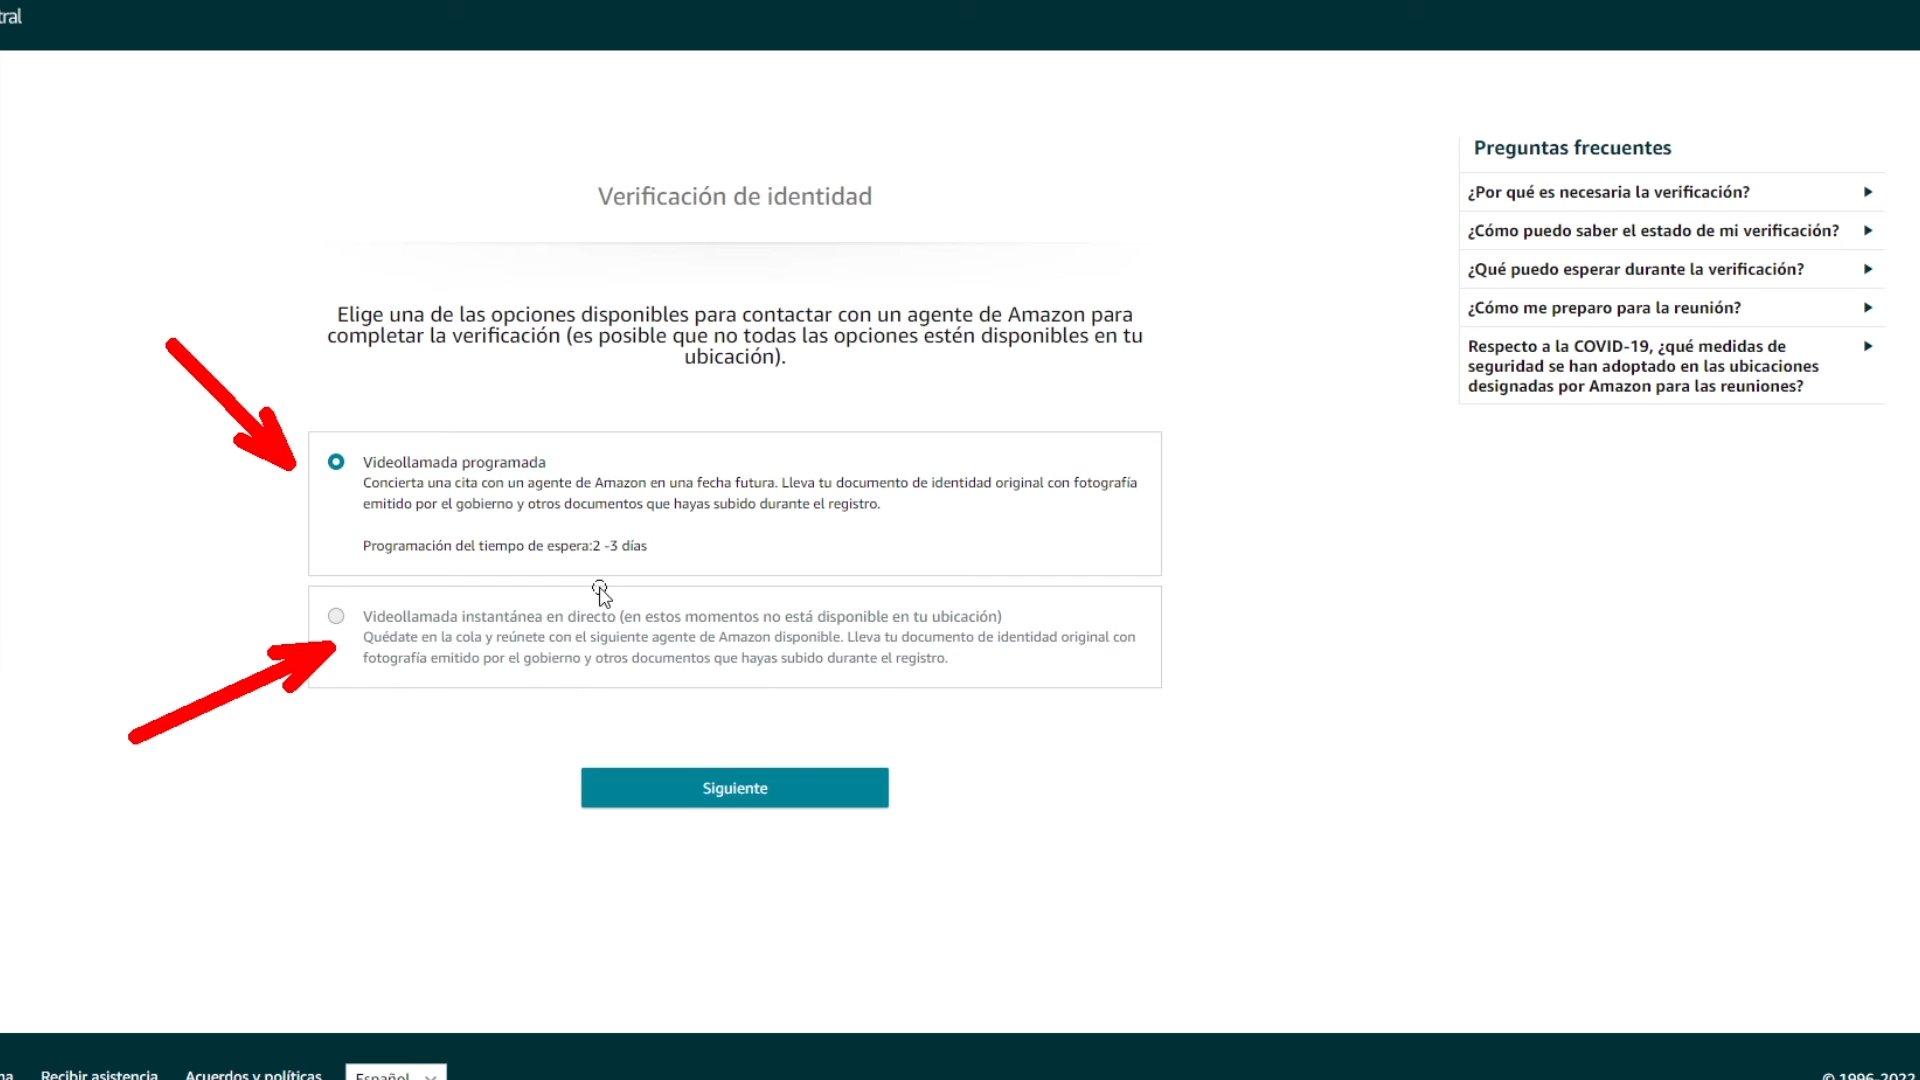 tral
Verificación de identidad
Elige una de las opciones disponibles para contactar con un agente de Amazon para
completar la verificación (es posible que no todas las opciones estén disponibles en tu
ubicación).
Videollamada programada
Concierta una cita con un agente de Amazon en una fecha futura. Lleva tu documento de identidad original con fotografía
emitido por el gobierno y otros documentos que hayas subido durante el registro.
Programación del tiempo de espera:2 -3 días
Videollamada instantánea en directo (en estos momentos no está disponible en tu ubicación)
Quédate en la cola y reúnete con el siguiente agente de Amazon disponible. Lleva tu documento de identidad original con
fotografía emitido por el gobierno y otros documentos que hayas subido durante el registro.
Siguiente
Preguntas frecuentes
¿Por qué es necesaria la verificación?
¿Cómo puedo saber el estado de mi verificación?
¿Qué puedo esperar durante la verificación?
¿Cómo me preparo para la reunión?
Respecto a la COVID-19, ¿qué medidas de
seguridad se han adoptado en las ubicaciones
designadas por Amazon para las reuniones?
Recibir asistencia Acuerdos y políticas Español © 1996-2022